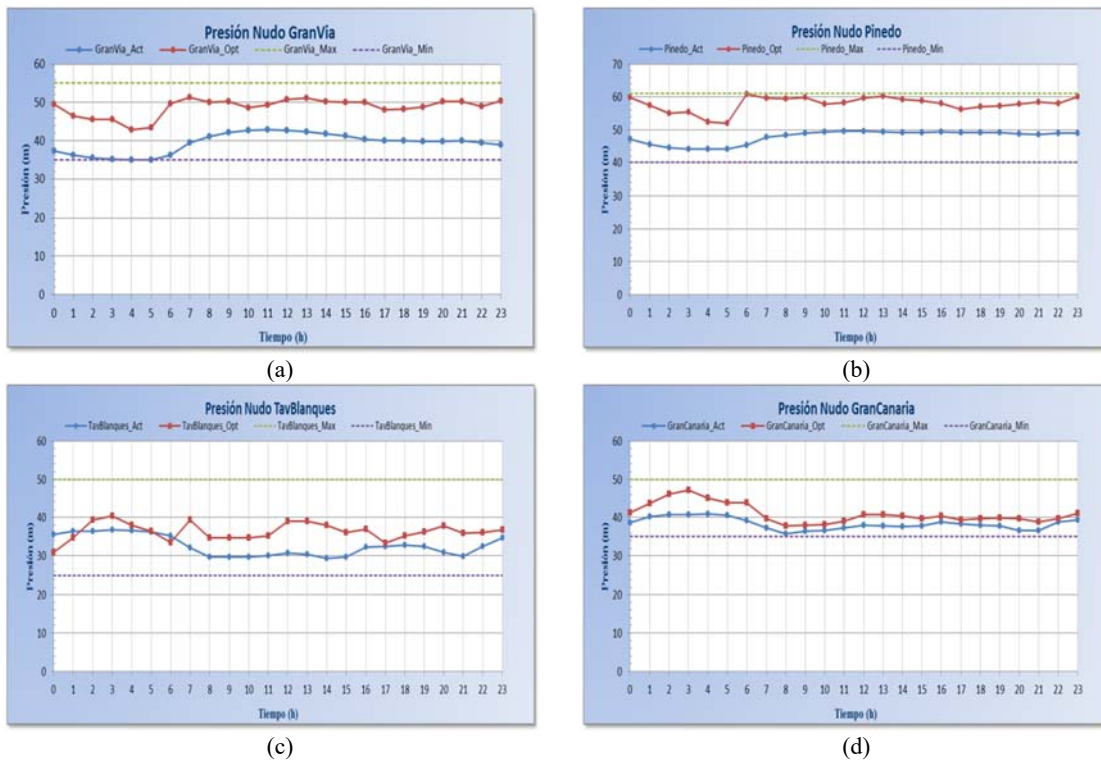 Presión Nudo GranVia
GranVia_Act GranVia_Opt GranVia_Max GranVia_Min
60
50
40
30
20
10
0
Presión (m)
0 1 2 3 4 5 6 7 8 9 10 11 12 13 14 15 16 17 18 19 20 21 22 23
Tiempo (h)
(a)
Presión Nudo Pinedo
Pinedo_Act Pinedo_Opt Pinedo_Max Pinedo_Min
70
60
50
40
30
20
10
0
Presión (m)
0 1 2 3 4 5 6 7 8 9 10 11 12 13 14 15 16 17 18 19 20 21 22 23
Tiempo (h)
(b)
Presión Nudo TavBlanques
TavBlanques_Act TavBlanques_Opt TavBlanques_Max TavBlanques_Min
60
50
40
30
20
10
0
Presión (m)
0 1 2 3 4 5 6 7 8 9 10 11 12 13 14 15 16 17 18 19 20 21 22 23
Tiempo (h)
(c)
Presión Nudo GranCanaria
GranCanaria_Act GranCanaria_Opt GranCanaria_Max GranCanaria_Min
60
50
40
30
20
10
0
Presión (m)
0 1 2 3 4 5 6 7 8 9 10 11 12 13 14 15 16 17 18 19 20 21 22 23
Tiempo (h)
(d)